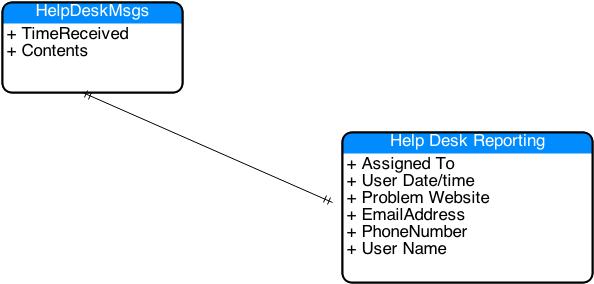 HelpDeskMsgs
+ TimeReceived
+ Contents
Help Desk Reporting
+ Assigned To
+ User Date/time
+ Problem Website
+ EmailAddress
+ PhoneNumber
+ User Name